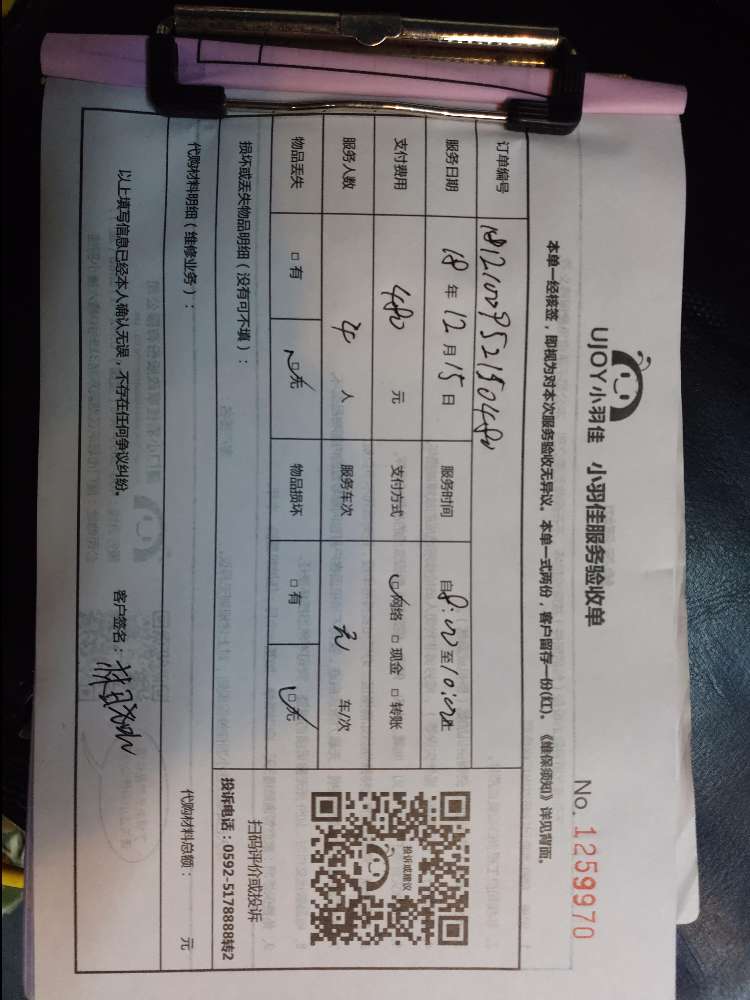 UJOY小羽佳 小羽佳服务验收单
No. 1259970
本单一经核签，即视为对本次服务验收无异议。本单一式两份，客户留存一份(红)。《维保须知》详见背面。
订单编号
服务日期 18 年 12 月 15 日 服务时间 自 8:00 至 10:00 止
支付费用 480 元 支付方式 □网络 □现金 □转账
服务人数 人 服务车次 车/次
物品丢失 □有 □无 物品损坏 □有 □无
投诉或建议
扫码评价或投诉
投诉电话：0592-5178888转2
损坏或丢失物品明细（没有可不填）：
代购材料明细（维修业务）： 代购材料总额： 元
以上填写信息已经本人确认无误，不存在任何争议纠纷。 客户签名：